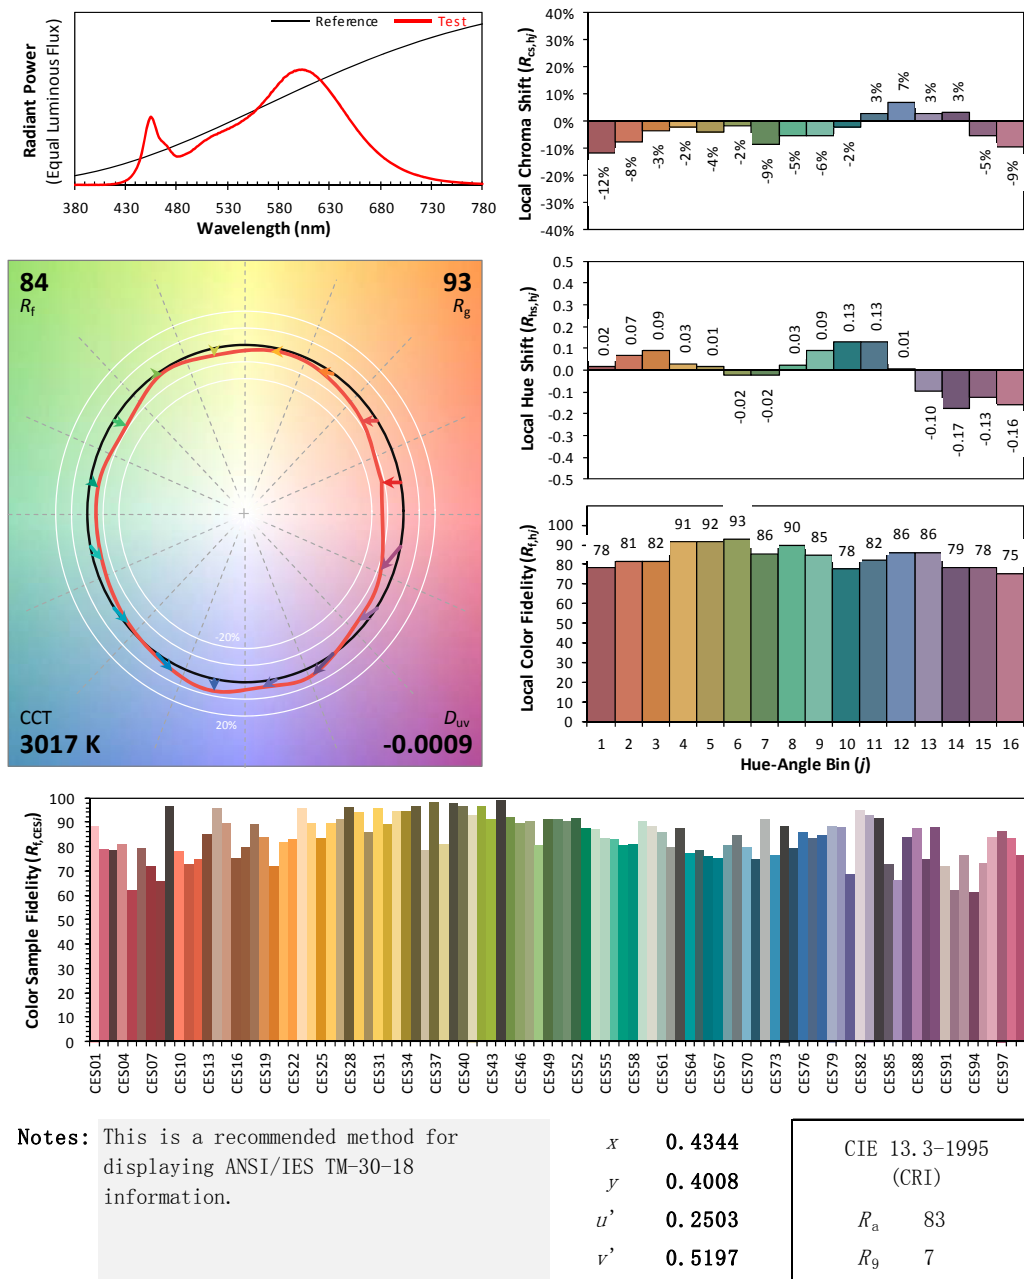 Reference Test
Radiant Power
(Equal Luminous Flux)
380 430 480 530 580 630 680 730 780
Wavelength (nm)
Local Chroma Shift (Rcs,hj)
40%
30%
20%
10%
0%
-10%
-20%
-30%
-40%
-12% -8% -3% -2% -4% -2% -9% -5% -6% -2% 3% 7% 3% 3% -5% -9%
84
Rf
93
Rg
-20%
20%
CCT
3017 K
Duv
-0.0009
Local Hue Shift (Rhs,hj)
0.5
0.4
0.3
0.2
0.1
0.0
-0.1
-0.2
-0.3
-0.4
-0.5
0.02 0.07 0.09 0.03 0.01 -0.02 -0.02 0.03 0.09 0.13 0.13 0.01 -0.10 -0.17 -0.13 -0.16
Local Color Fidelity (Rf,hj)
100
90
80
70
60
50
40
30
20
10
0
78 81 82 91 92 93 86 90 85 78 82 86 86 79 78 75
1 2 3 4 5 6 7 8 9 10 11 12 13 14 15 16
Hue-Angle Bin (j)
Color Sample Fidelity (Rf,CESi)
100
90
80
70
60
50
40
30
20
10
0
CES01 CES04 CES07 CES10 CES13 CES16 CES19 CES22 CES25 CES28 CES31 CES34 CES37 CES40 CES43 CES46 CES49 CES52 CES55 CES58 CES61 CES64 CES67 CES70 CES73 CES76 CES79 CES82 CES85 CES88 CES91 CES94 CES97
Notes: This is a recommended method for
displaying ANSI/IES TM-30-18
information.
x 0.4344
y 0.4008
u' 0.2503
v' 0.5197
CIE 13.3-1995
(CRI)
Ra 83
R9 7